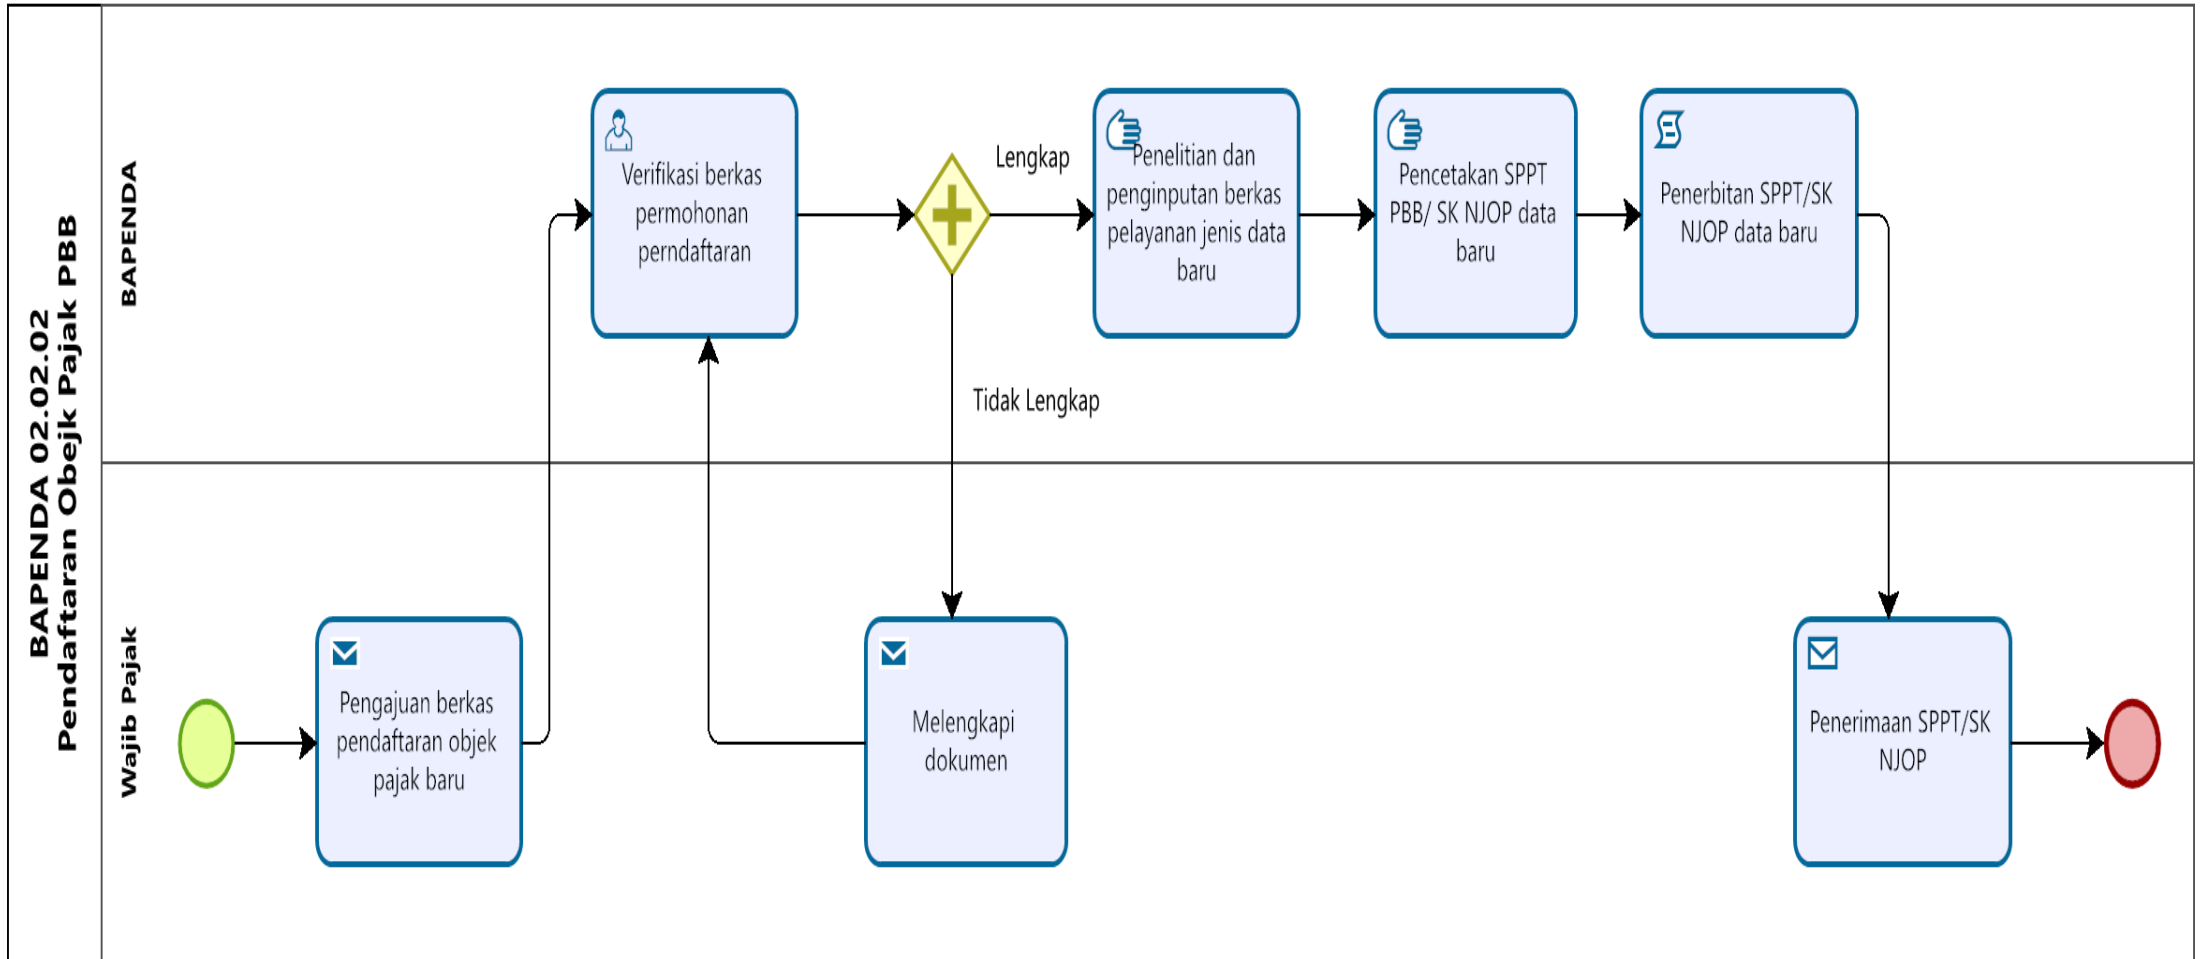 BAPENDA 02.02.02
Pendaftaran Obejk Pajak PBB
BAPENDA
Verifikasi berkas
permohonan
perndaftaran
Lengkap
Tidak Lengkap
Penelitian dan
penginputan berkas
pelayanan jenis data
baru
Pencetakan SPPT
PBB/ SK NJOP data
baru
Penerbitan SPPT/SK
NJOP data baru
Wajib Pajak
Pengajuan berkas
pendaftaran objek
pajak baru
Melengkapi
dokumen
Penerimaan SPPT/SK
NJOP